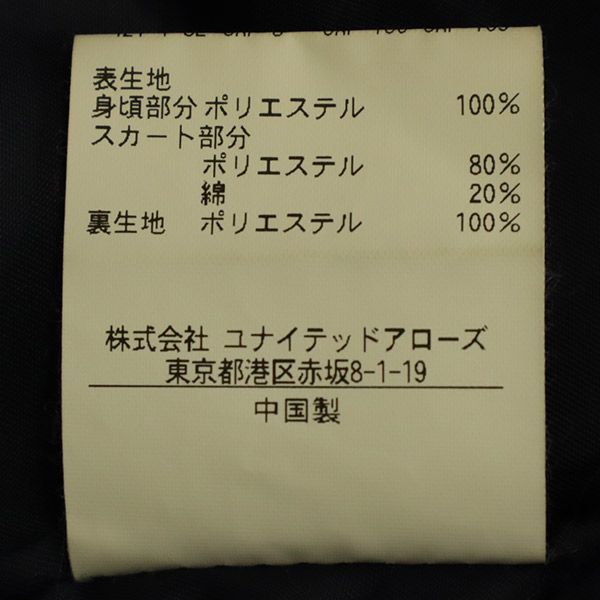 表生地
身頃部分 ポリエステル 100%
スカート部分
ポリエステル 80%
綿 20%
裏生地 ポリエステル 100%
株式会社 ユナイテッドアローズ
東京都港区赤坂8-1-19
中国製